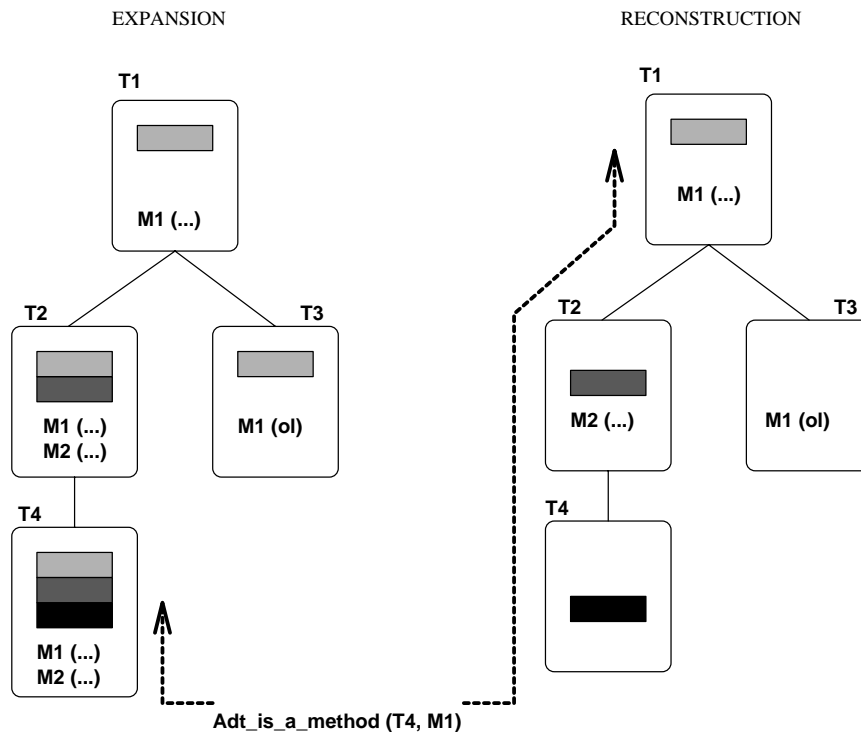 EXPANSION
RECONSTRUCTION
T1
M1 (...)
T2
T3
M1 (...)
M2 (...)
M1 (ol)
T4
M1 (...)
M2 (...)
T1
M1 (...)
T2
T3
M2 (...)
M1 (ol)
T4
Adt_is_a_method (T4, M1)